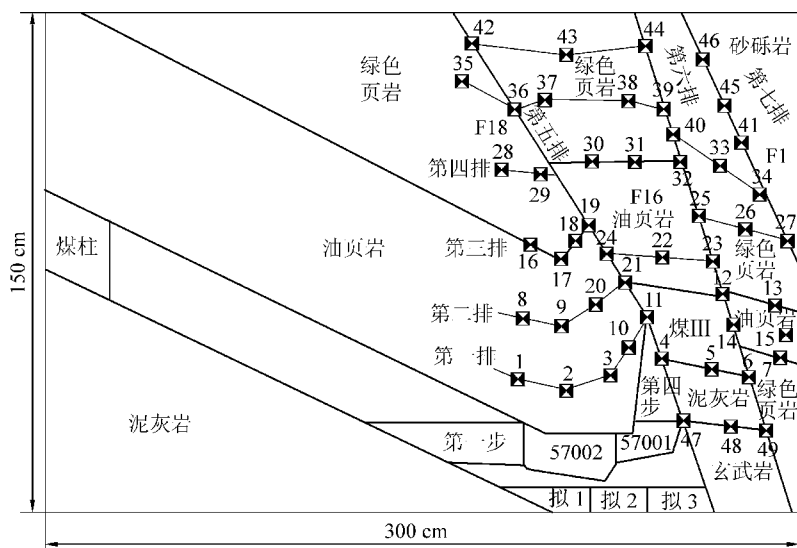 42
43
44
46
砂砾岩
绿色
页岩
35
37
38
绿色
页岩
第六排
39
45
第七排
36
第五排
F18
40
41
第四排
28
29
30
31
32
33
34
F1
19
18
F16
油页岩
25
26
27
煤柱
油页岩
第三排
16
17
24
22
23
绿色
页岩
21
20
12
13
第二排
8
9
10
11
煤III
14
油页岩
15
第一排
1
2
3
4
5
6
7
第四步
泥灰岩
绿色
页岩
泥灰岩
第一步
57002
57001
47
48
49
玄武岩
拟1
拟2
拟3
150 cm
300 cm